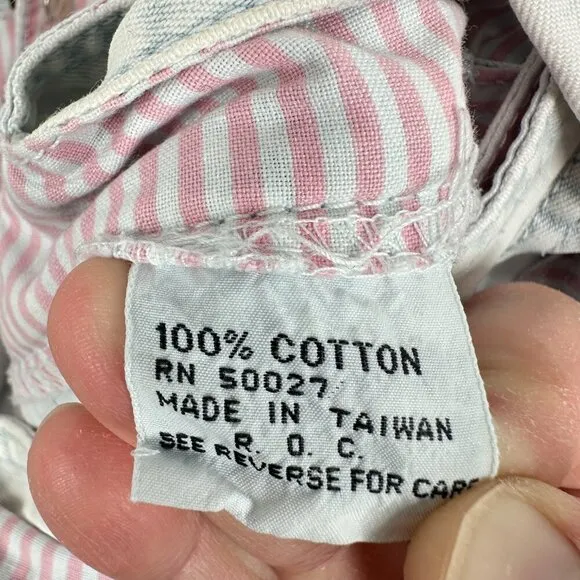 100% COTTON
RN 50027
MADE IN TAIWAN
R. O. C.
SEE REVERSE FOR CARE